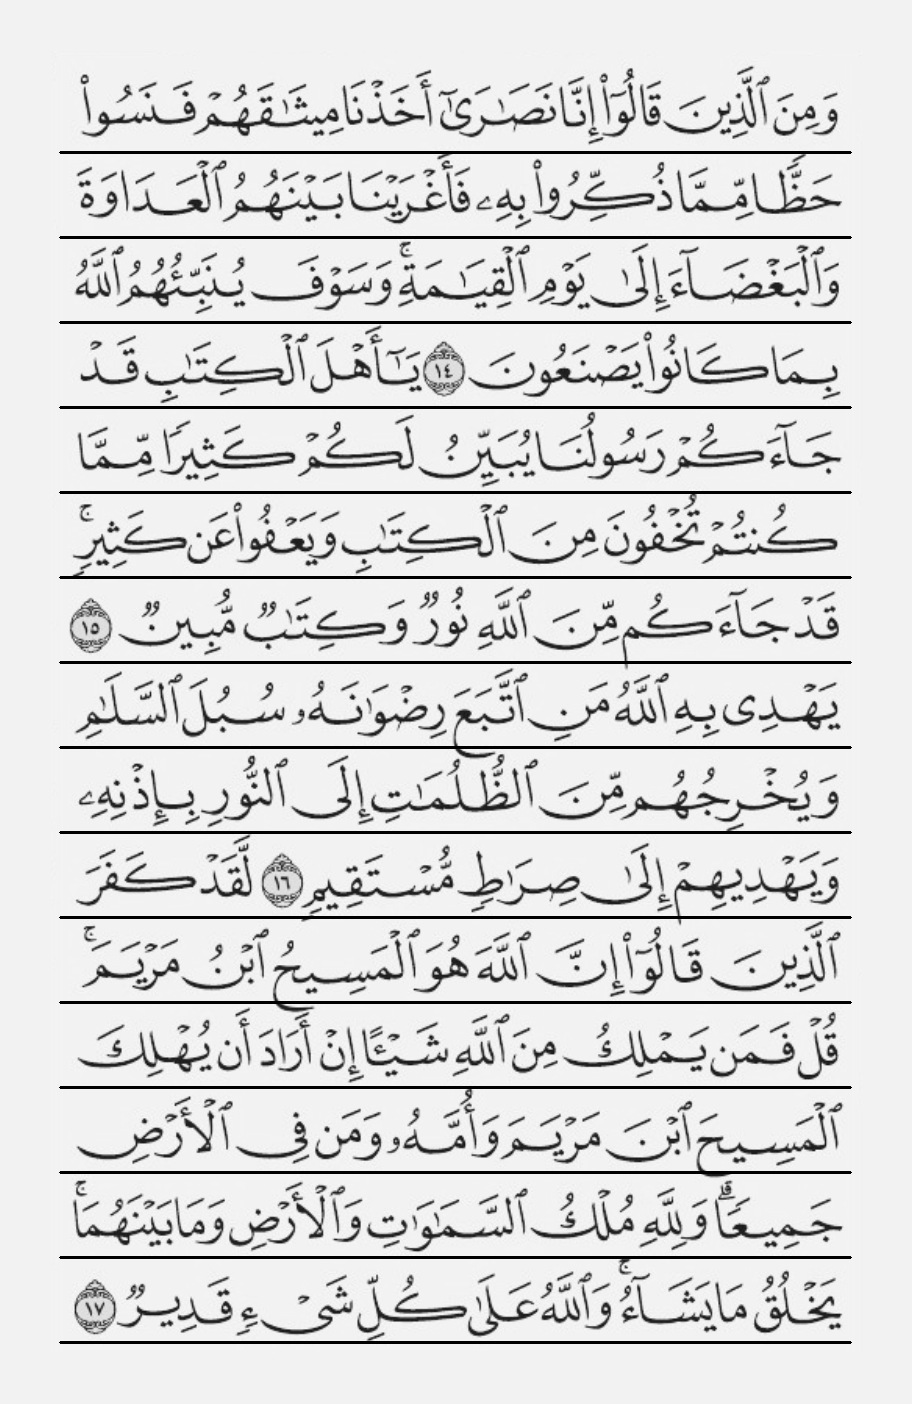 وَمِنَ ٱلَّذِينَ قَالُوٓا۟ إِنَّا نَصَـٰرَىٰٓ أَخَذْنَا مِيثَـٰقَهُمْ فَنَسُوا۟
حَظًّا مِّمَّا ذُكِّرُوا۟ بِهِۦ فَأَغْرَيْنَا بَيْنَهُمُ ٱلْعَدَاوَةَ
وَٱلْبَغْضَآءَ إِلَىٰ يَوْمِ ٱلْقِيَـٰمَةِ ۚ وَسَوْفَ يُنَبِّئُهُمُ ٱللَّهُ
بِمَا كَانُوا۟ يَصْنَعُونَ ١٤ يَـٰٓأَهْلَ ٱلْكِتَـٰبِ قَدْ
جَآءَكُمْ رَسُولُنَا يُبَيِّنُ لَكُمْ كَثِيرًا مِّمَّا
كُنتُمْ تُخْفُونَ مِنَ ٱلْكِتَـٰبِ وَيَعْفُوا۟ عَن كَثِيرٍ ۚ
قَدْ جَآءَكُم مِّنَ ٱللَّهِ نُورٌ وَكِتَـٰبٌ مُّبِينٌ ١٥
يَهْدِى بِهِ ٱللَّهُ مَنِ ٱتَّبَعَ رِضْوَٰنَهُۥ سُبُلَ ٱلسَّلَـٰمِ
وَيُخْرِجُهُم مِّنَ ٱلظُّلُمَـٰتِ إِلَى ٱلنُّورِ بِإِذْنِهِۦ
وَيَهْدِيهِمْ إِلَىٰ صِرَٰطٍ مُّسْتَقِيمٍ ١٦ لَّقَدْ كَفَرَ
ٱلَّذِينَ قَالُوٓا۟ إِنَّ ٱللَّهَ هُوَ ٱلْمَسِيحُ ٱبْنُ مَرْيَمَ ۚ
قُلْ فَمَن يَمْلِكُ مِنَ ٱللَّهِ شَيْـًٔا إِنْ أَرَادَ أَن يُهْلِكَ
ٱلْمَسِيحَ ٱبْنَ مَرْيَمَ وَأُمَّهُۥ وَمَن فِى ٱلْأَرْضِ
جَمِيعًا ۗ وَلِلَّهِ مُلْكُ ٱلسَّمَـٰوَٰتِ وَٱلْأَرْضِ وَمَا بَيْنَهُمَا ۚ
يَخْلُقُ مَا يَشَآءُ ۚ وَٱللَّهُ عَلَىٰ كُلِّ شَىْءٍ قَدِيرٌ ١٧